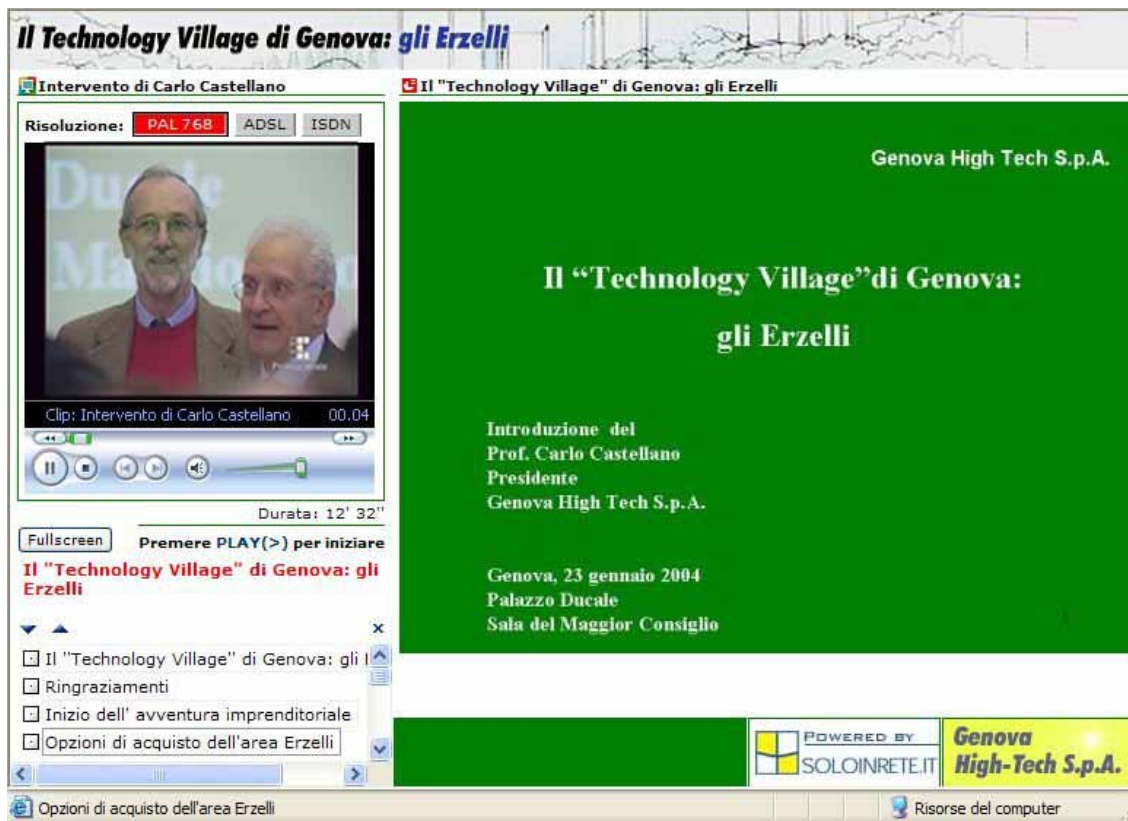 Il Technology Village di Genova: gli Erzelli
Intervento di Carlo Castellano
Risoluzione: PAL 768 ADSL ISDN
Clip: Intervento di Carlo Castellano 00.04
Durata: 12' 32"
Fullscreen Premere PLAY(>) per iniziare
Il "Technology Village" di Genova: gli
Erzelli
Il "Technology Village" di Genova: gli
Ringraziamenti
Inizio dell' avventura imprenditoriale
Opzioni di acquisto dell'area Erzelli
Il "Technology Village" di Genova: gli Erzelli
Genova High Tech S.p.A.
Il “Technology Village”di Genova:
gli Erzelli
Introduzione del
Prof. Carlo Castellano
Presidente
Genova High Tech S.p.A.
Genova, 23 gennaio 2004
Palazzo Ducale
Sala del Maggior Consiglio
POWERED BY
SOLOINRETE.IT
Genova
High-Tech S.p.A.
Opzioni di acquisto dell'area Erzelli
Risorse del computer